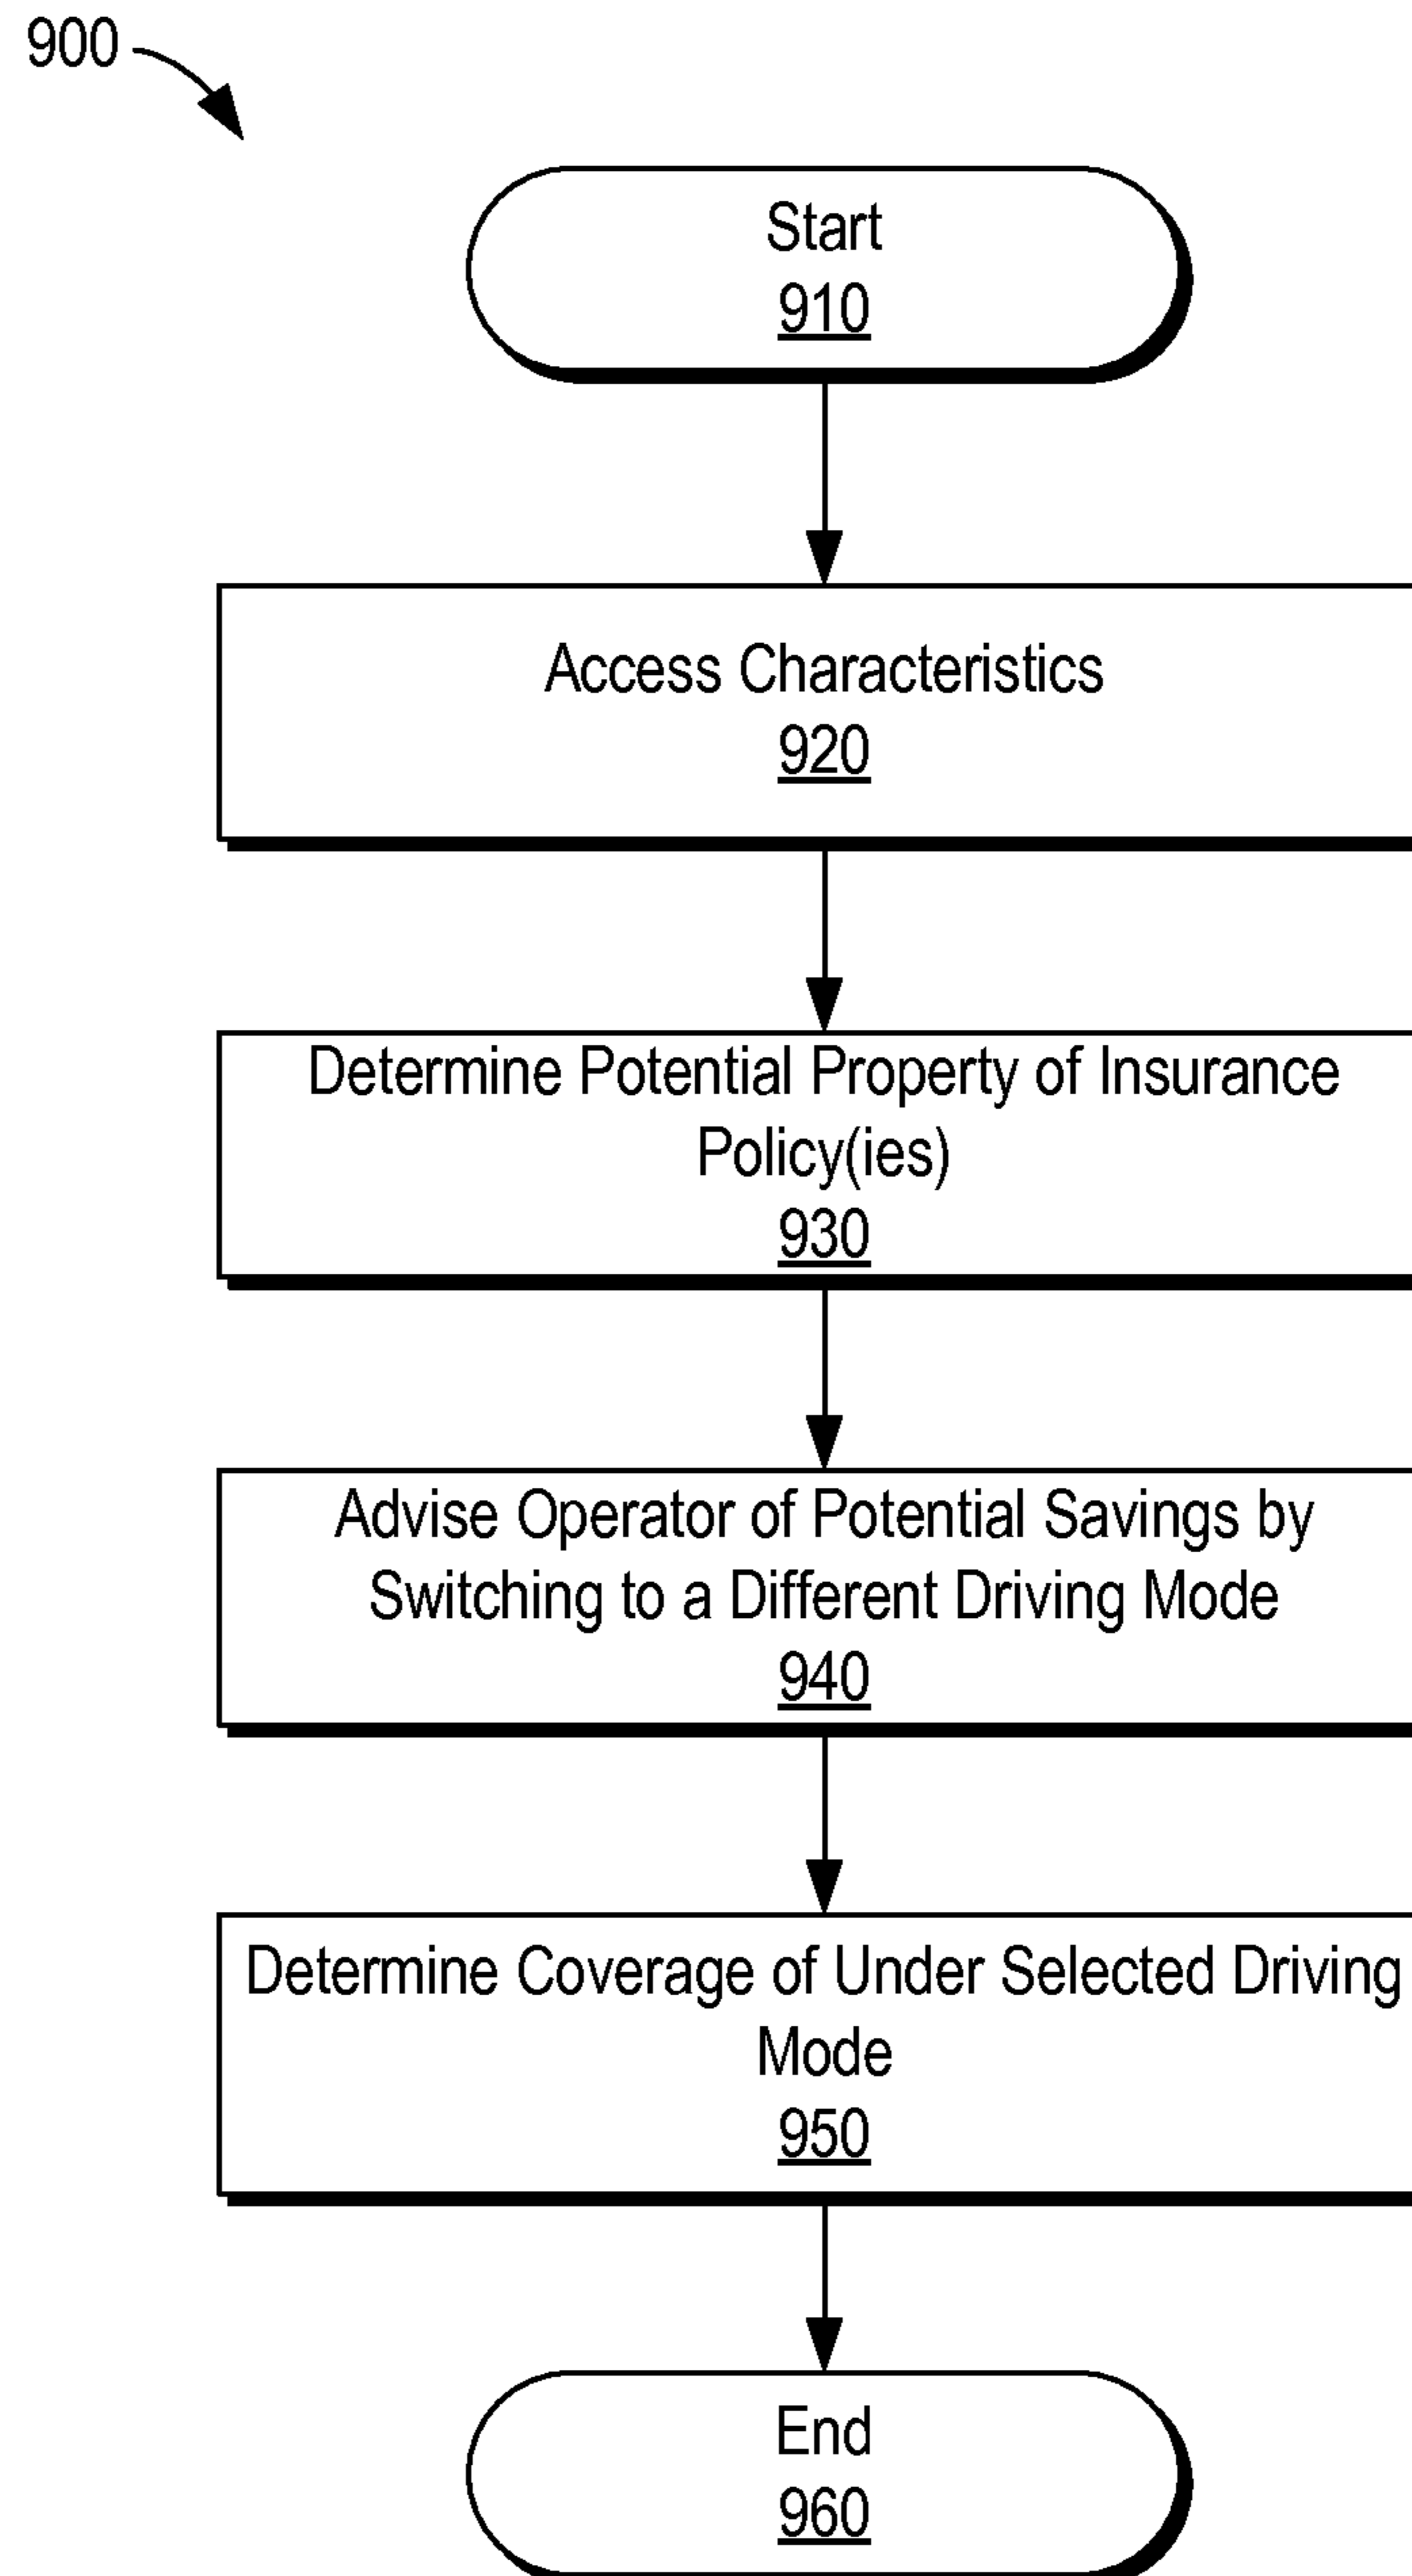 900
Start
910
Access Characteristics
920
Determine Potential Property of Insurance
Policy(ies)
930
Advise Operator of Potential Savings by
Switching to a Different Driving Mode
940
Determine Coverage of Under Selected Driving
Mode
950
End
960